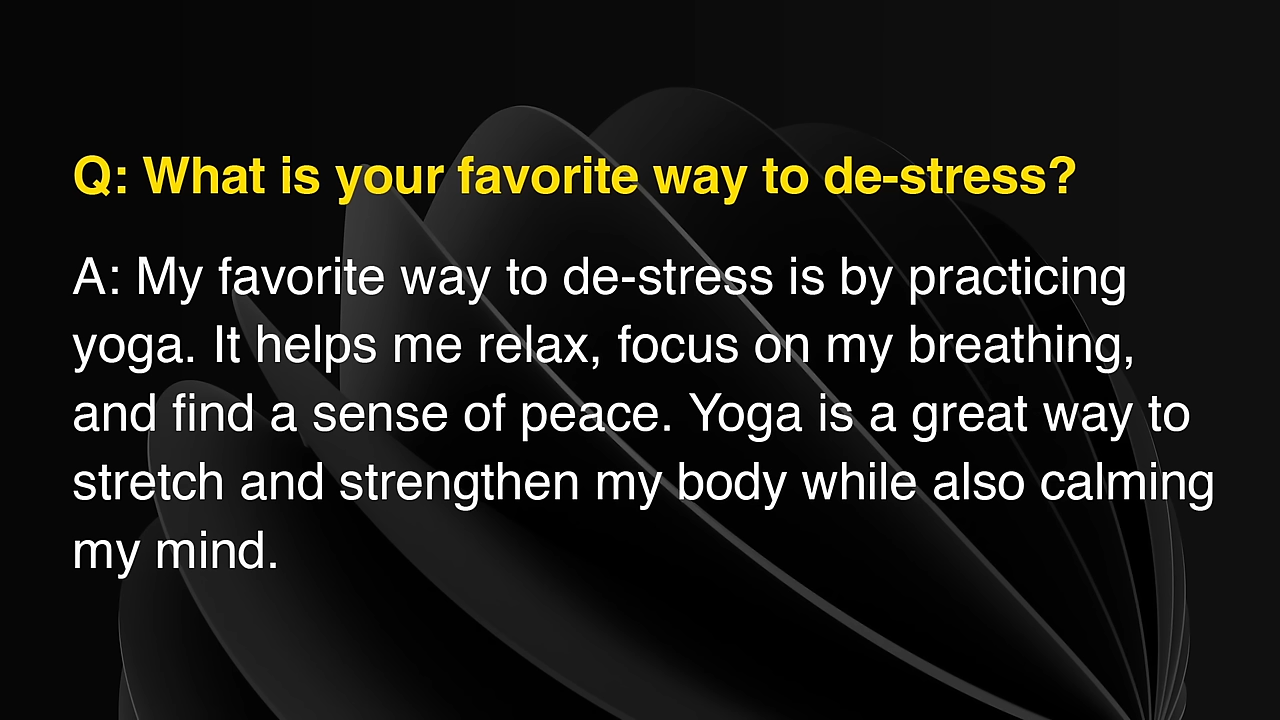 Q: What is your favorite way to de-stress?
A: My favorite way to de-stress is by practicing
yoga. It helps me relax, focus on my breathing,
and find a sense of peace. Yoga is a great way to
stretch and strengthen my body while also calming
my mind.